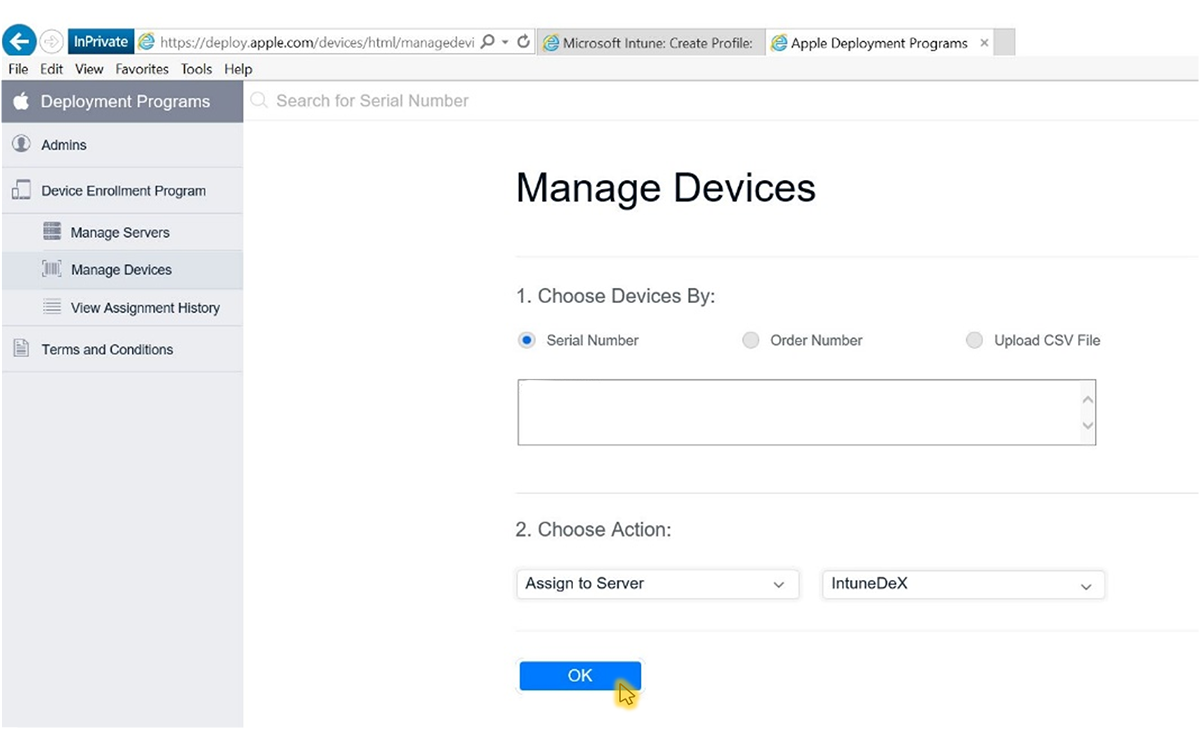 InPrivate https://deploy.apple.com/devices/html/managedevi Microsoft Intune: Create Profile: Apple Deployment Programs
File Edit View Favorites Tools Help
Deployment Programs Search for Serial Number
Admins
Device Enrollment Program
Manage Servers
Manage Devices
View Assignment History
Terms and Conditions
Manage Devices
1. Choose Devices By:
Serial Number Order Number Upload CSV File
2. Choose Action:
Assign to Server IntuneDeX
OK